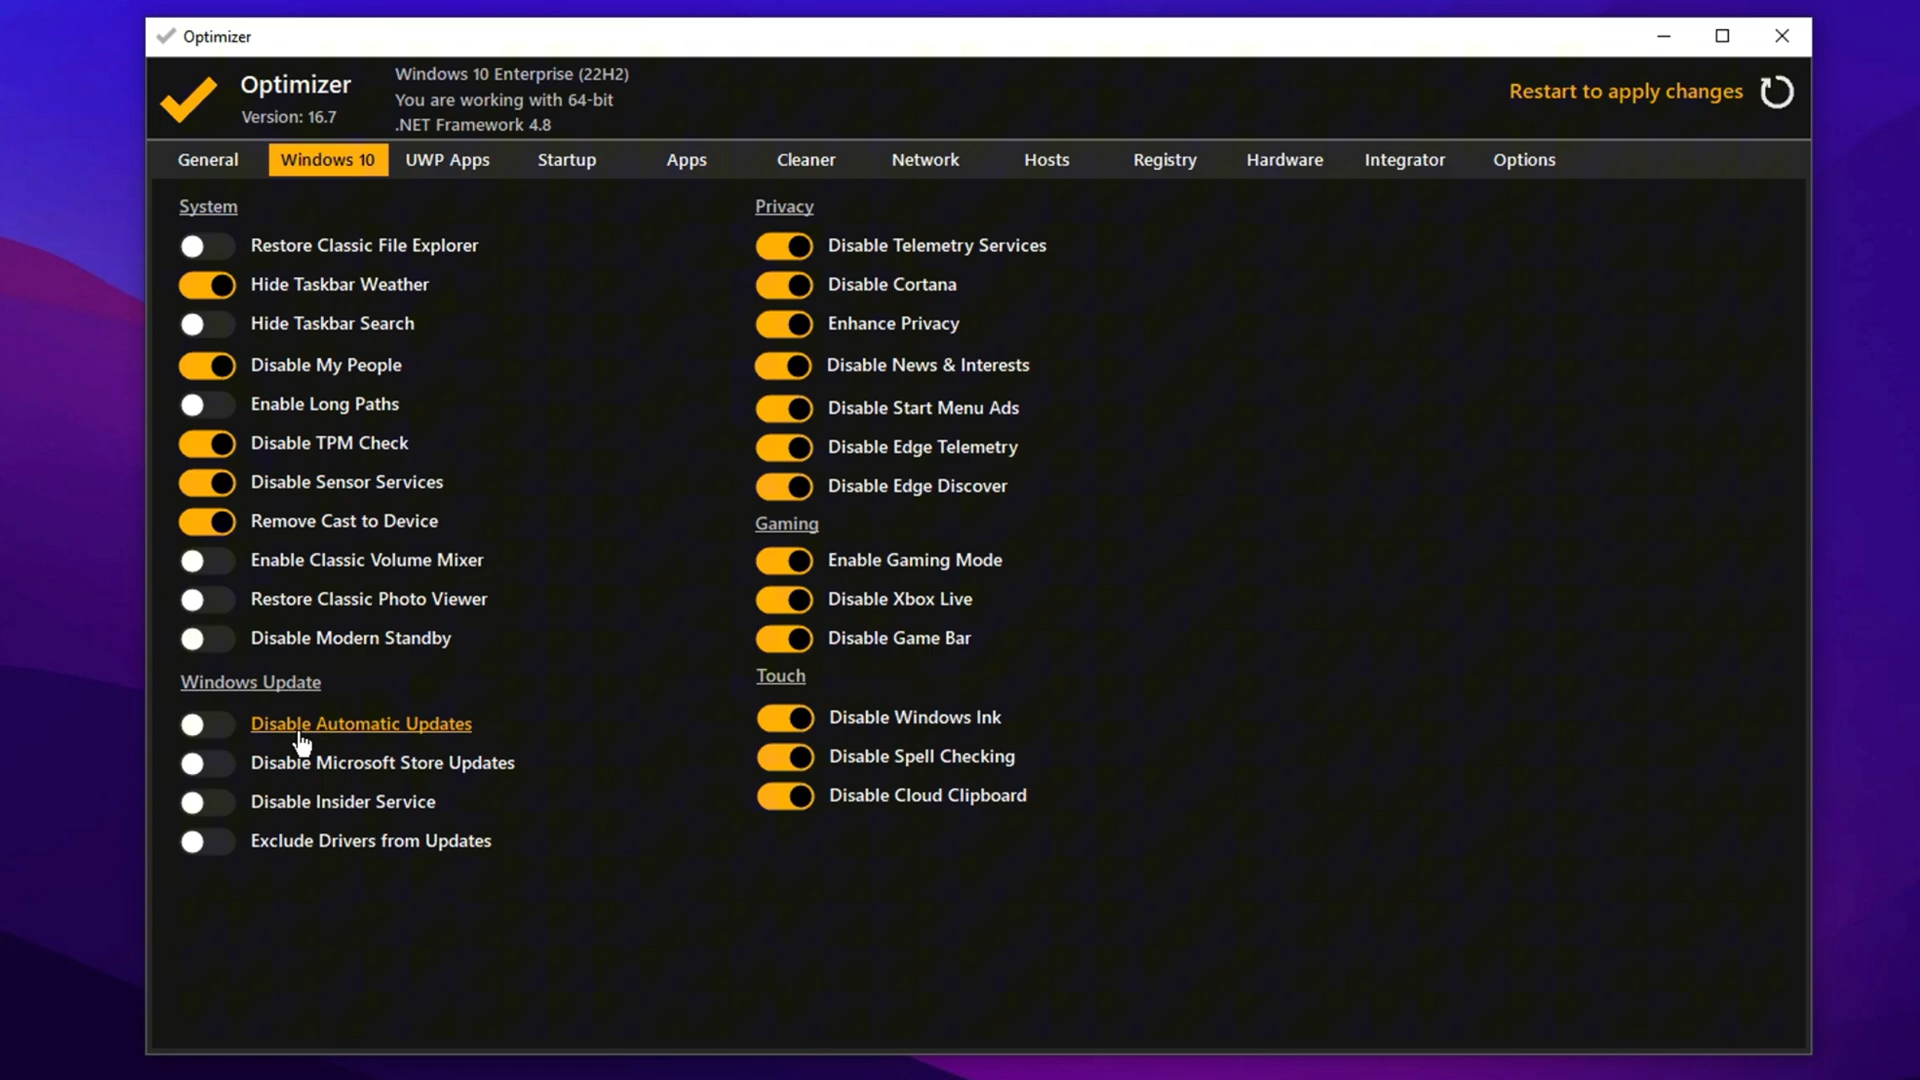 Optimizer
Optimizer
Version: 16.7
Windows 10 Enterprise (22H2)
You are working with 64-bit
.NET Framework 4.8
Restart to apply changes
General
Windows 10
UWP Apps
Startup
Apps
Cleaner
Network
Hosts
Registry
Hardware
Integrator
Options
System
Restore Classic File Explorer
Hide Taskbar Weather
Hide Taskbar Search
Disable My People
Enable Long Paths
Disable TPM Check
Disable Sensor Services
Remove Cast to Device
Enable Classic Volume Mixer
Restore Classic Photo Viewer
Disable Modern Standby
Windows Update
Disable Automatic Updates
Disable Microsoft Store Updates
Disable Insider Service
Exclude Drivers from Updates
Privacy
Disable Telemetry Services
Disable Cortana
Enhance Privacy
Disable News & Interests
Disable Start Menu Ads
Disable Edge Telemetry
Disable Edge Discover
Gaming
Enable Gaming Mode
Disable Xbox Live
Disable Game Bar
Touch
Disable Windows Ink
Disable Spell Checking
Disable Cloud Clipboard